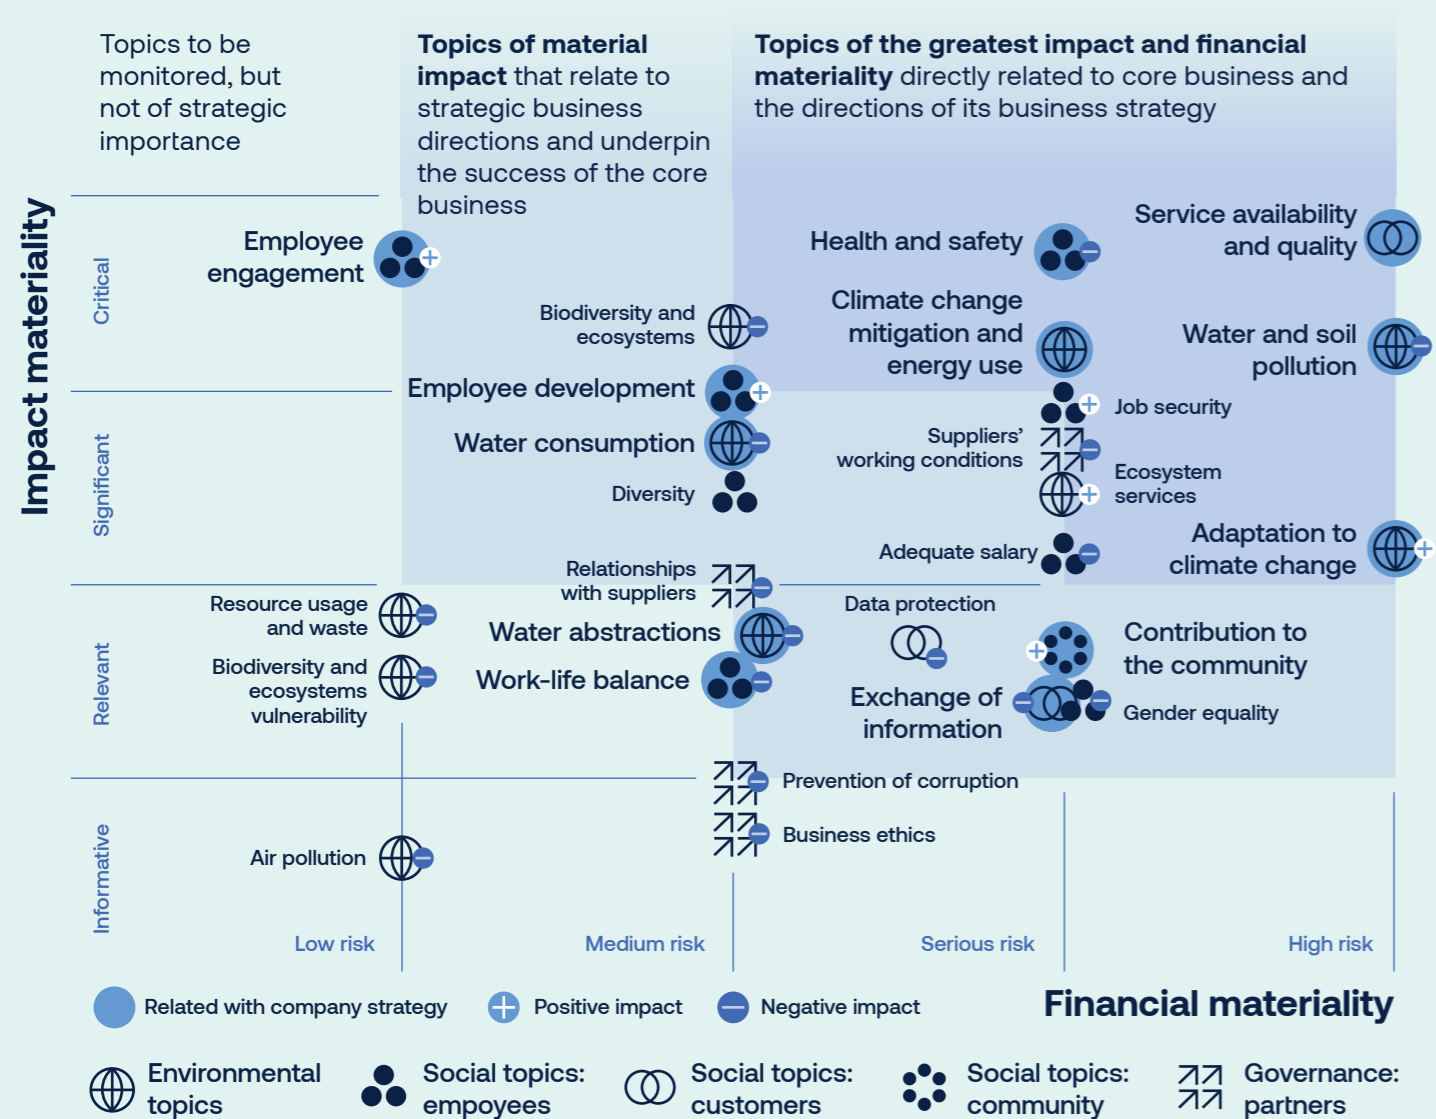 Topics to be
monitored, but
not of strategic
importance
Topics of material
impact that relate to
strategic business
directions and underpin
the success of the core
business
Topics of the greatest impact and financial
materiality directly related to core business and
the directions of its business strategy
Impact materiality
Critical
Employee
engagement
Biodiversity and
ecosystems
Employee development
Health and safety
Service availability
and quality
Climate change
mitigation and
energy use
Water and soil
pollution
Significant
Water consumption
Diversity
Job security
Suppliers’
working conditions
Ecosystem
services
Adequate salary
Adaptation to
climate change
Relationships
with suppliers
Relevant
Resource usage
and waste
Biodiversity and
ecosystems
vulnerability
Water abstractions
Work-life balance
Data protection
Contribution to
the community
Exchange of
information
Gender equality
Prevention of corruption
Business ethics
Informative
Air pollution
Low risk
Medium risk
Serious risk
High risk
Related with company strategy
Positive impact
Negative impact
Financial materiality
Environmental
topics
Social topics:
empoyees
Social topics:
customers
Social topics:
community
Governance:
partners